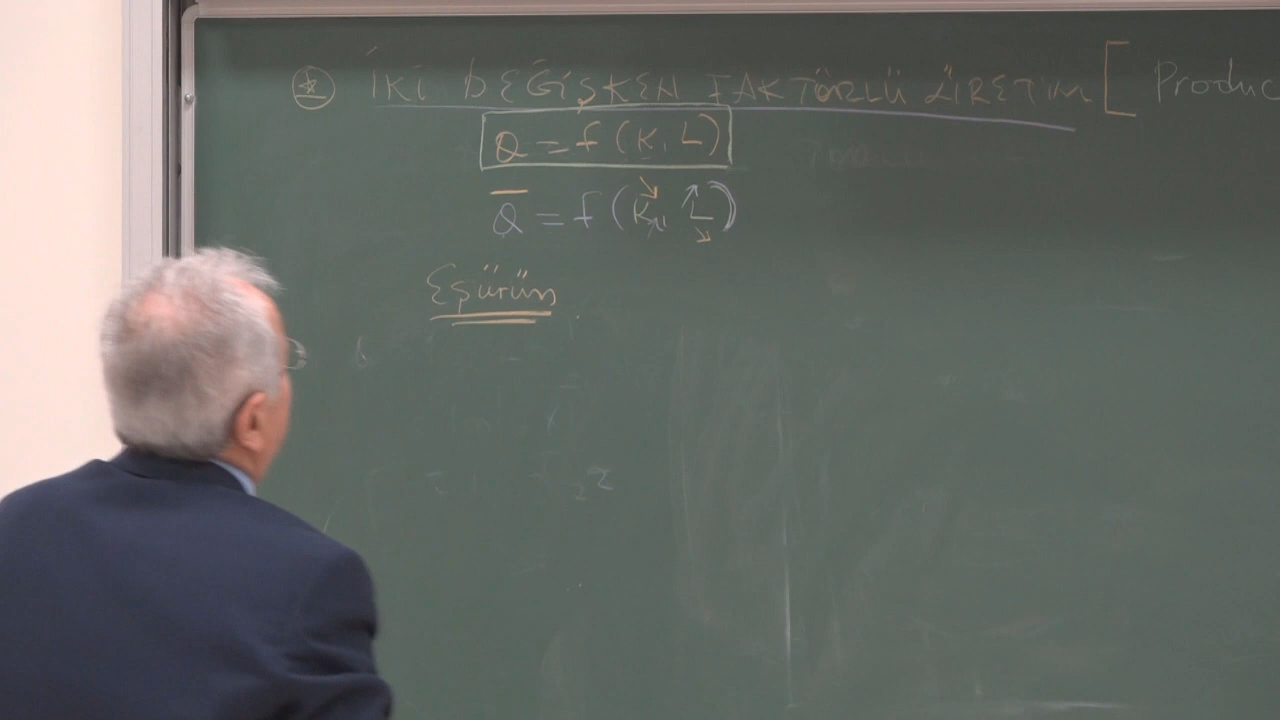 İKİ DEĞİŞKEN FAKTÖRLÜ ÜRETİM [ Produc
Q = f (K, L)
Q̅ = f (K, L)
Eşürün